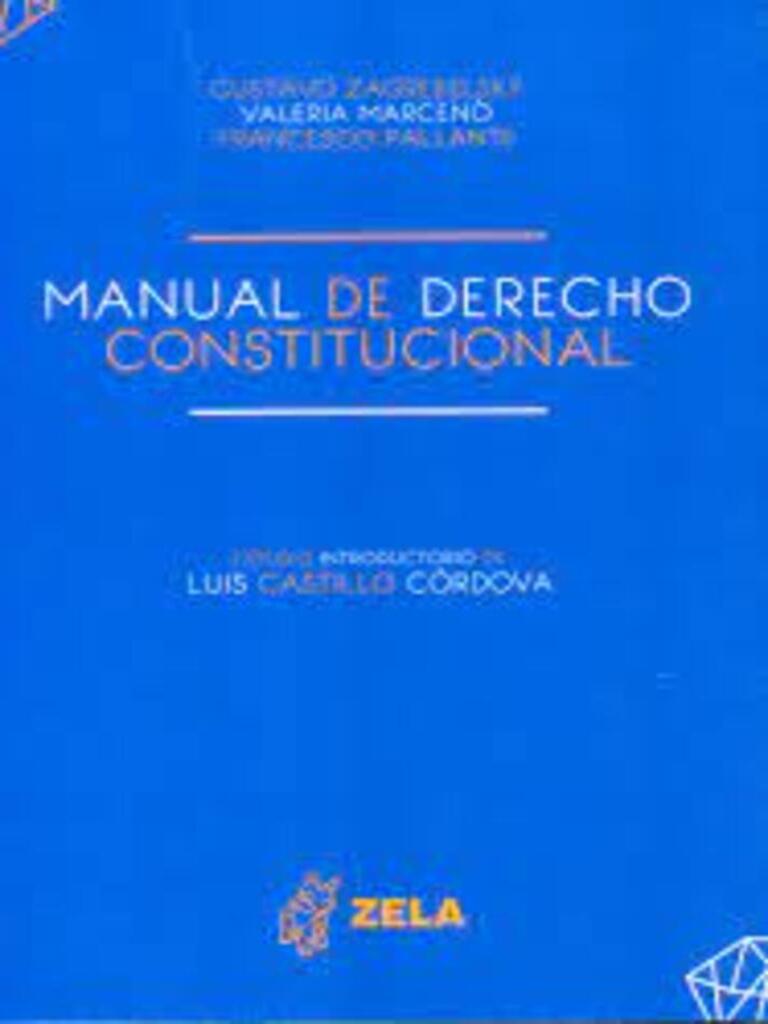 GUSTAVO ZAGREBELSKY
VALERIA MARCENÒ
FRANCESCO PALLANTE
MANUAL DE DERECHO
CONSTITUCIONAL
ESTUDIO INTRODUCTORIO DE
LUIS CASTILLO CÓRDOVA
ZELA